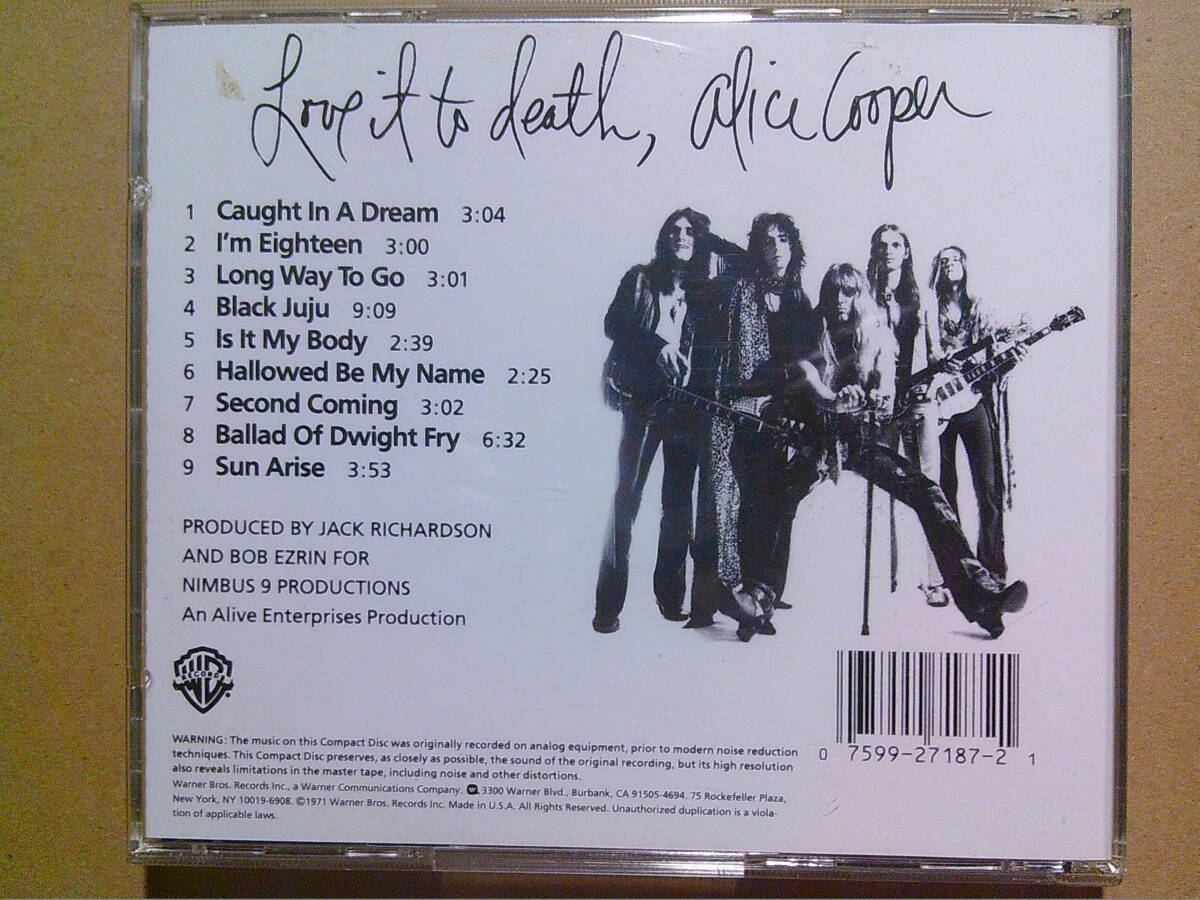 Love it to death, Alice Cooper
1 Caught In A Dream 3:04
2 I'm Eighteen 3:00
3 Long Way To Go 3:01
4 Black Juju 9:09
5 Is It My Body 2:39
6 Hallowed Be My Name 2:25
7 Second Coming 3:02
8 Ballad Of Dwight Fry 6:32
9 Sun Arise 3:53
PRODUCED BY JACK RICHARDSON
AND BOB EZRIN FOR
NIMBUS 9 PRODUCTIONS
An Alive Enterprises Production
RECORDS
WARNING: The music on this Compact Disc was originally recorded on analog equipment, prior to modern noise reduction
techniques. This Compact Disc preserves, as closely as possible, the sound of the original recording, but its high resolution
also reveals limitations in the master tape, including noise and other distortions.
Warner Bros. Records Inc., a Warner Communications Company. 3300 Warner Blvd., Burbank, CA 91505-4694. 75 Rockefeller Plaza,
New York, NY 10019-6908. ©1971 Warner Bros. Records Inc. Made in U.S.A. All Rights Reserved. Unauthorized duplication is a viola-
tion of applicable laws.
0 7599-27187-2 1